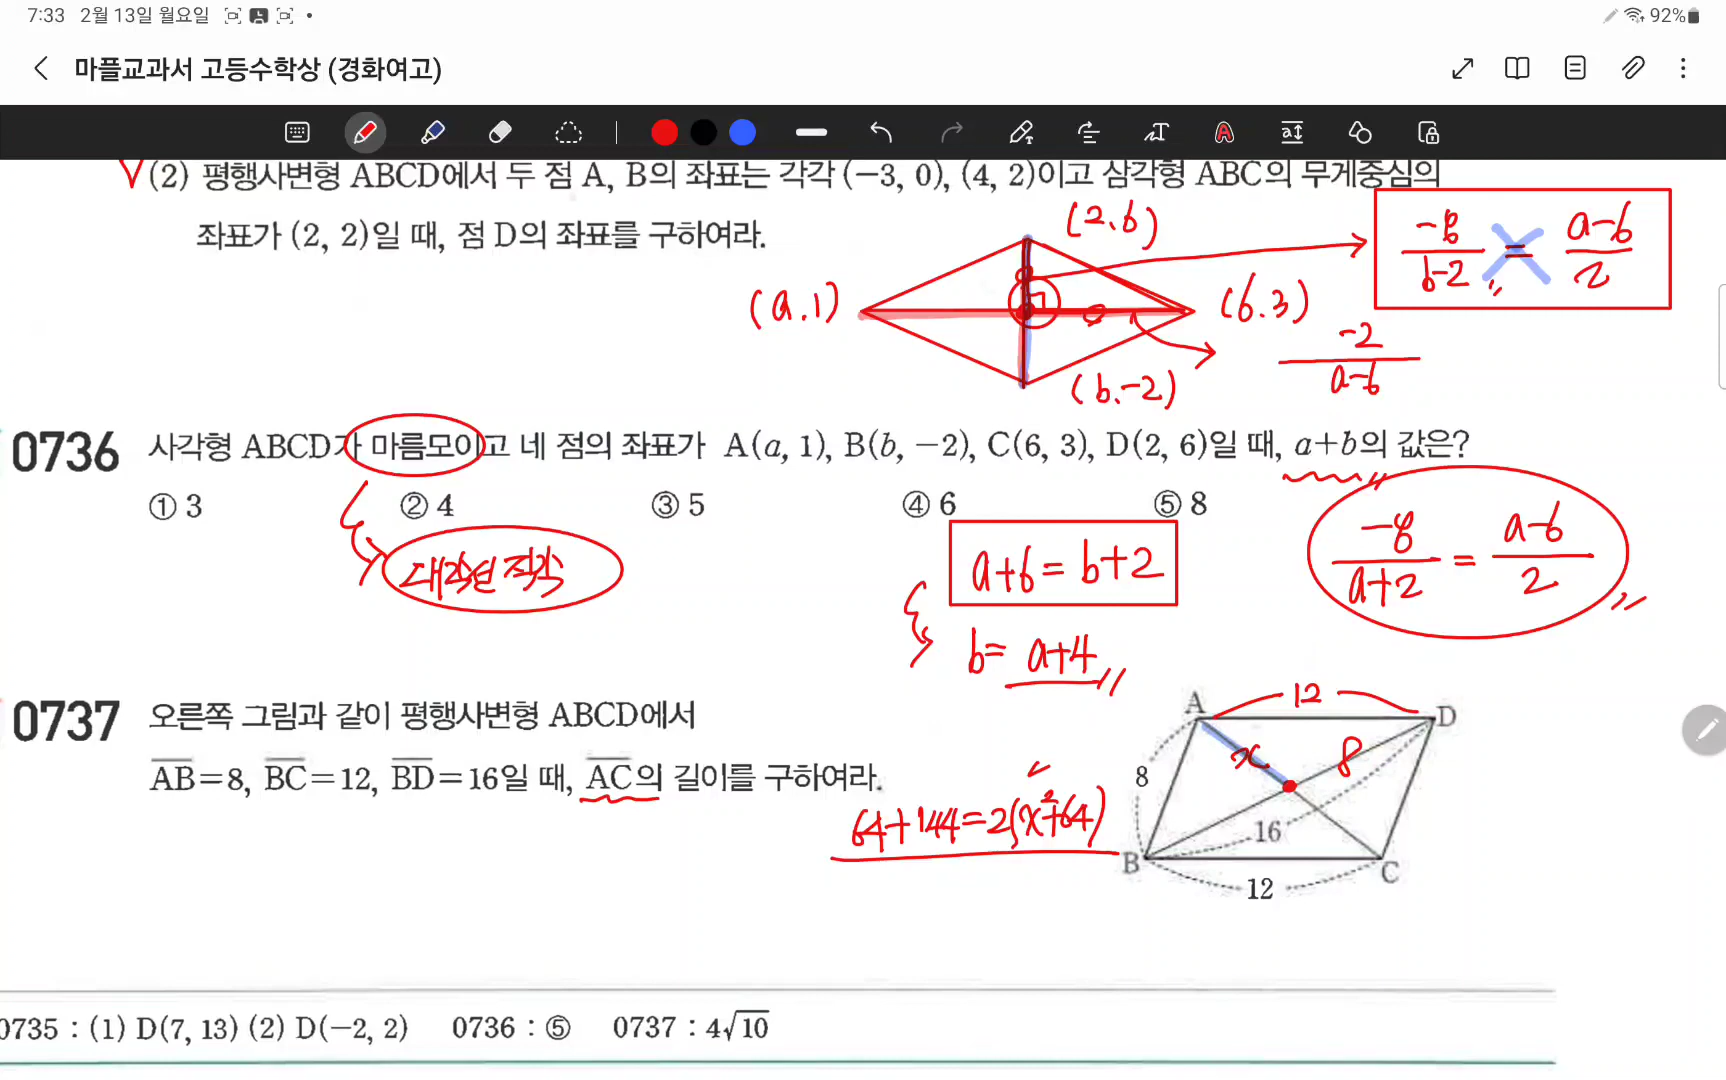 7:33 2월 13일 월요일
92%
마플교과서 고등수학상 (경화여고)
(2) 평행사변형 ABCD에서 두 점 A, B의 좌표는 각각 (−3, 0), (4, 2)이고 삼각형 ABC의 무게중심의
좌표가 (2, 2)일 때, 점 D의 좌표를 구하여라.
(2.6)
(a.1)
(6.3)
(b.-2)
-8/b-2 = a-6/2
-2/a-6
0736 사각형 ABCD가 마름모이고 네 점의 좌표가 A(a, 1), B(b, −2), C(6, 3), D(2, 6)일 때, a+b의 값은?
① 3 ② 4 ③ 5 ④ 6 ⑤ 8
대각선 직각
a+6=b+2
b= a+4
-8/a+2 = a-6/2
0737 오른쪽 그림과 같이 평행사변형 ABCD에서
AB=8, BC=12, BD=16일 때, AC의 길이를 구하여라.
64+144=2(x²+64)
A 12 D
x 8
8
16
B C
12
0735 : (1) D(7, 13) (2) D(−2, 2) 0736 : ⑤ 0737 : 4√10